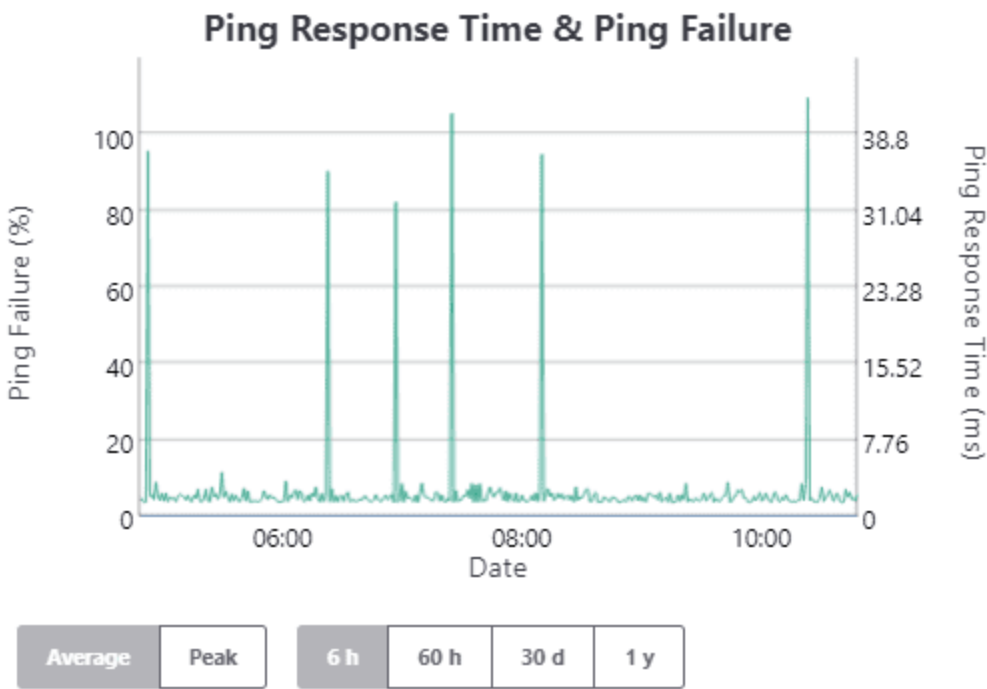 Ping Response Time & Ping Failure
Ping Failure (%)
100
80
60
40
20
0
38.8
31.04
23.28
15.52
7.76
0
Ping Response Time (ms)
06:00 08:00 10:00
Date
Average Peak 6 h 60 h 30 d 1 y